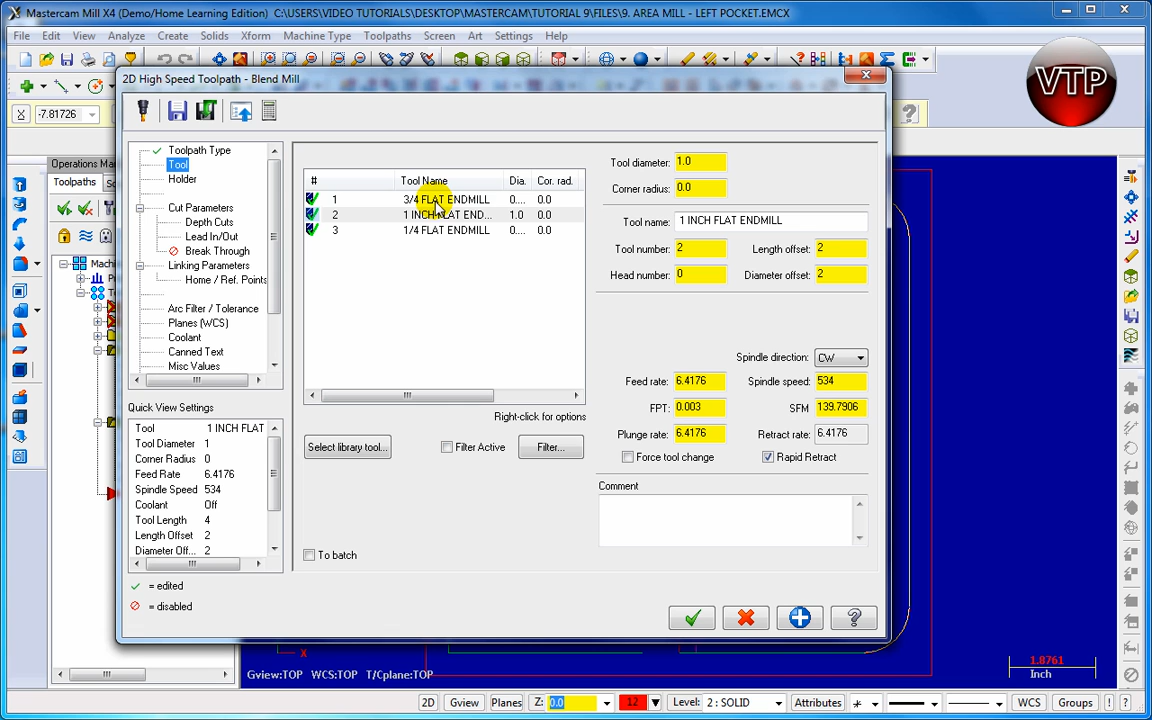 Mastercam Mill X4 (Demo/Home Learning Edition) C:\USERS\VIDEO TUTORIALS\DESKTOP\MASTERCAM\TUTORIAL 9\FILES\9. AREA MILL - LEFT POCKET.EMCX
File Edit View Analyze Create Solids Xform Machine Type Toolpaths Screen Art Settings Help
VTP
2D High Speed Toolpath - Blend Mill
X -7.81726
Operations Ma
Toolpaths
Toolpath Type
Tool
Holder
Cut Parameters
Depth Cuts
Lead In/Out
Break Through
Linking Parameters
Home / Ref. Points
Arc Filter / Tolerance
Planes (WCS)
Coolant
Canned Text
Misc Values
# Tool Name Dia. Cor. rad.
1 3/4 FLAT ENDMILL 0.... 0.0
2 1 INCH FLAT END... 1.0 0.0
3 1/4 FLAT ENDMILL 0.... 0.0
Right-click for options
Select library tool...
Filter Active
Filter...
To batch
Tool diameter: 1.0
Corner radius: 0.0
Tool name: 1 INCH FLAT ENDMILL
Tool number: 2 Length offset: 2
Head number: 0 Diameter offset: 2
Spindle direction: CW
Feed rate: 6.4176 Spindle speed: 534
FPT: 0.003 SFM 139.7906
Plunge rate: 6.4176 Retract rate: 6.4176
Force tool change Rapid Retract
Comment
Quick View Settings
Tool 1 INCH FLAT
Tool Diameter 1
Corner Radius 0
Feed Rate 6.4176
Spindle Speed 534
Coolant Off
Tool Length 4
Length Offset 2
Diameter Off... 2
= edited
= disabled
Machi
X
Gview:TOP WCS:TOP T/Cplane:TOP
1.8761
Inch
2D Gview Planes Z: 0.0 12 Level: 2 : SOLID Attributes WCS Groups ! ?